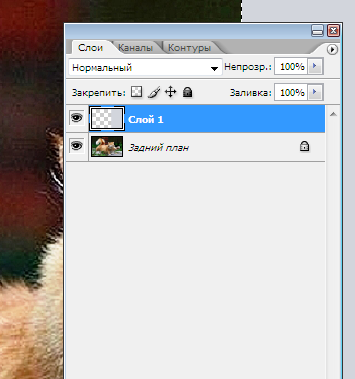 Слои Каналы Контуры
Нормальный Непрозр.: 100%
Закрепить: Заливка: 100%
Слой 1
Задний план